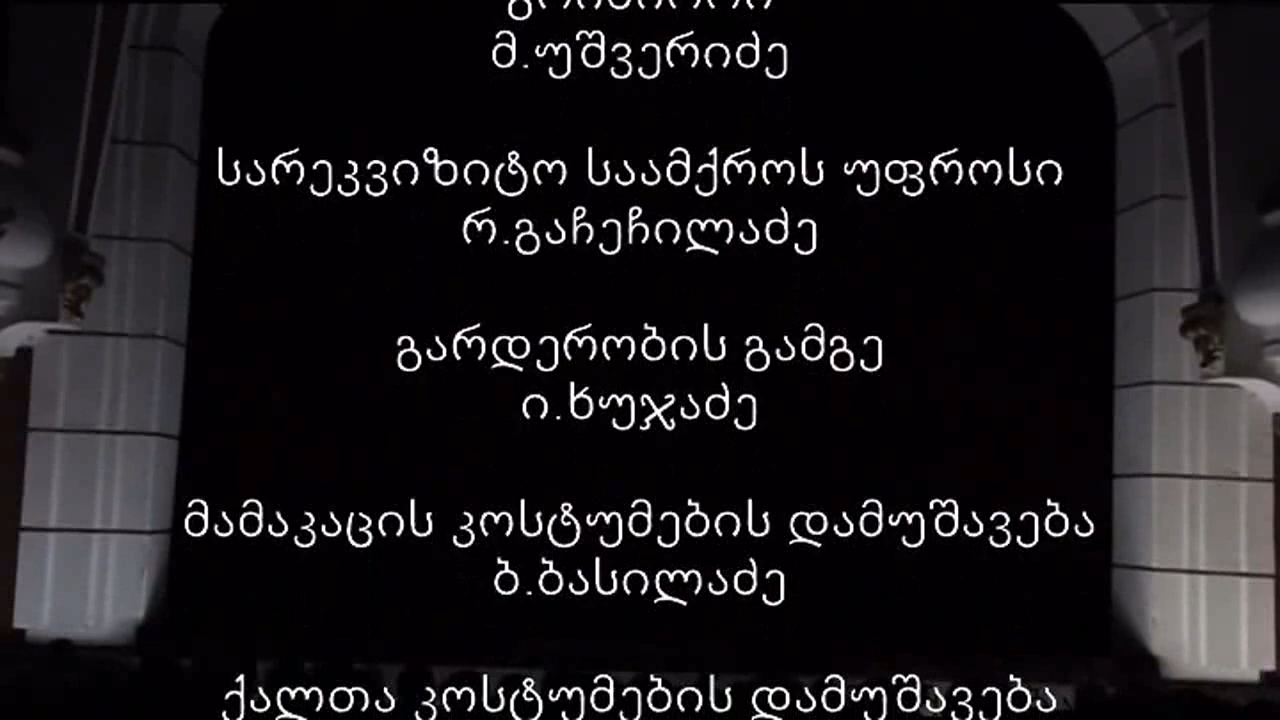 მ.უშვერიძე
სარეკვიზიტო საამქროს უფროსი
რ.გაჩეჩილაძე
გარდერობის გამგე
ი.ხუჯაძე
მამაკაცის კოსტუმების დამუშავება
ბ.ბასილაძე
ქალთა კოსტუმების დამუშავება